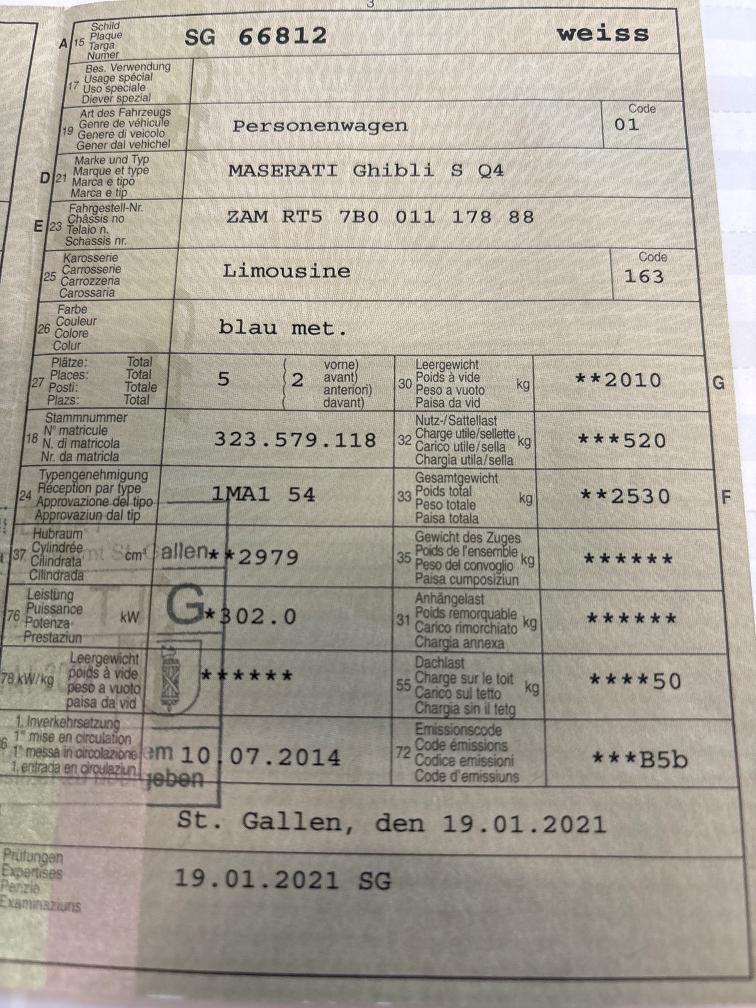 3
A 15 Schild
Plaque
Targa
Numer
SG 66812 weiss
17 Bes. Verwendung
Usage spécial
Uso speciale
Diever spezial
19 Art des Fahrzeugs
Genre de véhicule
Genere di veicolo
Gener dal vehichel
Personenwagen
Code
01
D 21 Marke und Typ
Marque et type
Marca e tipo
Marca e tip
MASERATI Ghibli S Q4
E 23 Fahrgestell-Nr.
Châssis no
Telaio n.
Schassis nr.
ZAM RT5 7B0 011 178 88
25 Karosserie
Carrosserie
Carrozzeria
Carossaria
Limousine
Code
163
26 Farbe
Couleur
Colore
Colur
blau met.
27 Plätze: Total
Places: Total
Posti: Totale
Plazs: Total
5 ( 2 vorne)
avant)
anteriori)
davant)
30 Leergewicht
Poids à vide
Peso a vuoto
Paisa da vid
kg
**2010 G
18 Stammnummer
N° matricule
N. di matricola
Nr. da matricla
323.579.118
32 Nutz-/Sattellast
Charge utile/sellette
Carico utile/sella
Chargia utila/sella
kg
***520
24 Typengenehmigung
Réception par type
Approvazione del tipo
Approvaziun dal tip
1MA1 54
33 Gesamtgewicht
Poids total
Peso totale
Paisa totala
kg
**2530 F
37 Hubraum
Cylindrée
Cilindrata
Cilindrada
cm³
allen
**2979
35 Gewicht des Zuges
Poids de l'ensemble
Peso del convoglio
Paisa cumposiziun
kg
******
76 Leistung
Puissance
Potenza
Prestaziun
kW
G
*302.0
31 Anhängelast
Poids remorquable
Carico rimorchiato
Chargia annexa
kg
******
78 kW/kg Leergewicht
poids à vide
peso a vuoto
paisa da vid
******
55 Dachlast
Charge sur le toit
Carico sul tetto
Chargia sin il tetg
kg
****50
6 1. Inverkehrsetzung
1re mise en circulation
1a messa in circolazione
1. entrada en circulaziun
em 10.07.2014
geben
72 Emissionscode
Code émissions
Codice emissioni
Code d'emissiuns
***B5b
St. Gallen, den 19.01.2021
Prüfungen
Expertises
Perizie
Examinaziuns
19.01.2021 SG